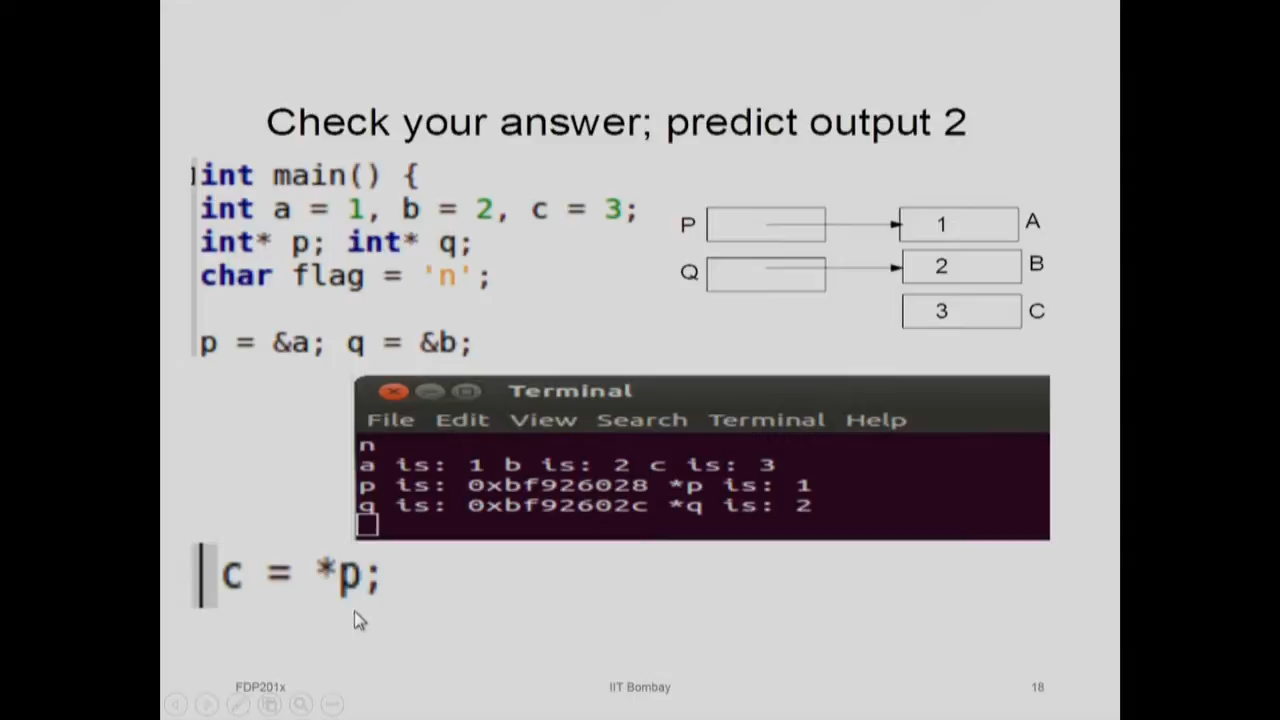 Check your answer; predict output 2
int main() {
int a = 1, b = 2, c = 3;
int* p; int* q;
char flag = 'n';
p = &a; q = &b;
P 1 A
Q 2 B
3 C
Terminal
File Edit View Search Terminal Help
n
a is: 1 b is: 2 c is: 3
p is: 0xbf926028 *p is: 1
q is: 0xbf92602c *q is: 2
c = *p;
FDP201x IIT Bombay 18